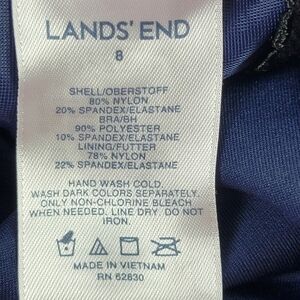 LANDS' END
8
SHELL/OBERSTOFF
80% NYLON
20% SPANDEX/ELASTANE
BRA/BH
90% POLYESTER
10% SPANDEX/ELASTANE
LINING/FUTTER
78% NYLON
22% SPANDEX/ELASTANE
HAND WASH COLD.
WASH DARK COLORS SEPARATELY.
ONLY NON-CHLORINE BLEACH
WHEN NEEDED. LINE DRY. DO NOT
IRON.
MADE IN VIETNAM
RN 62830